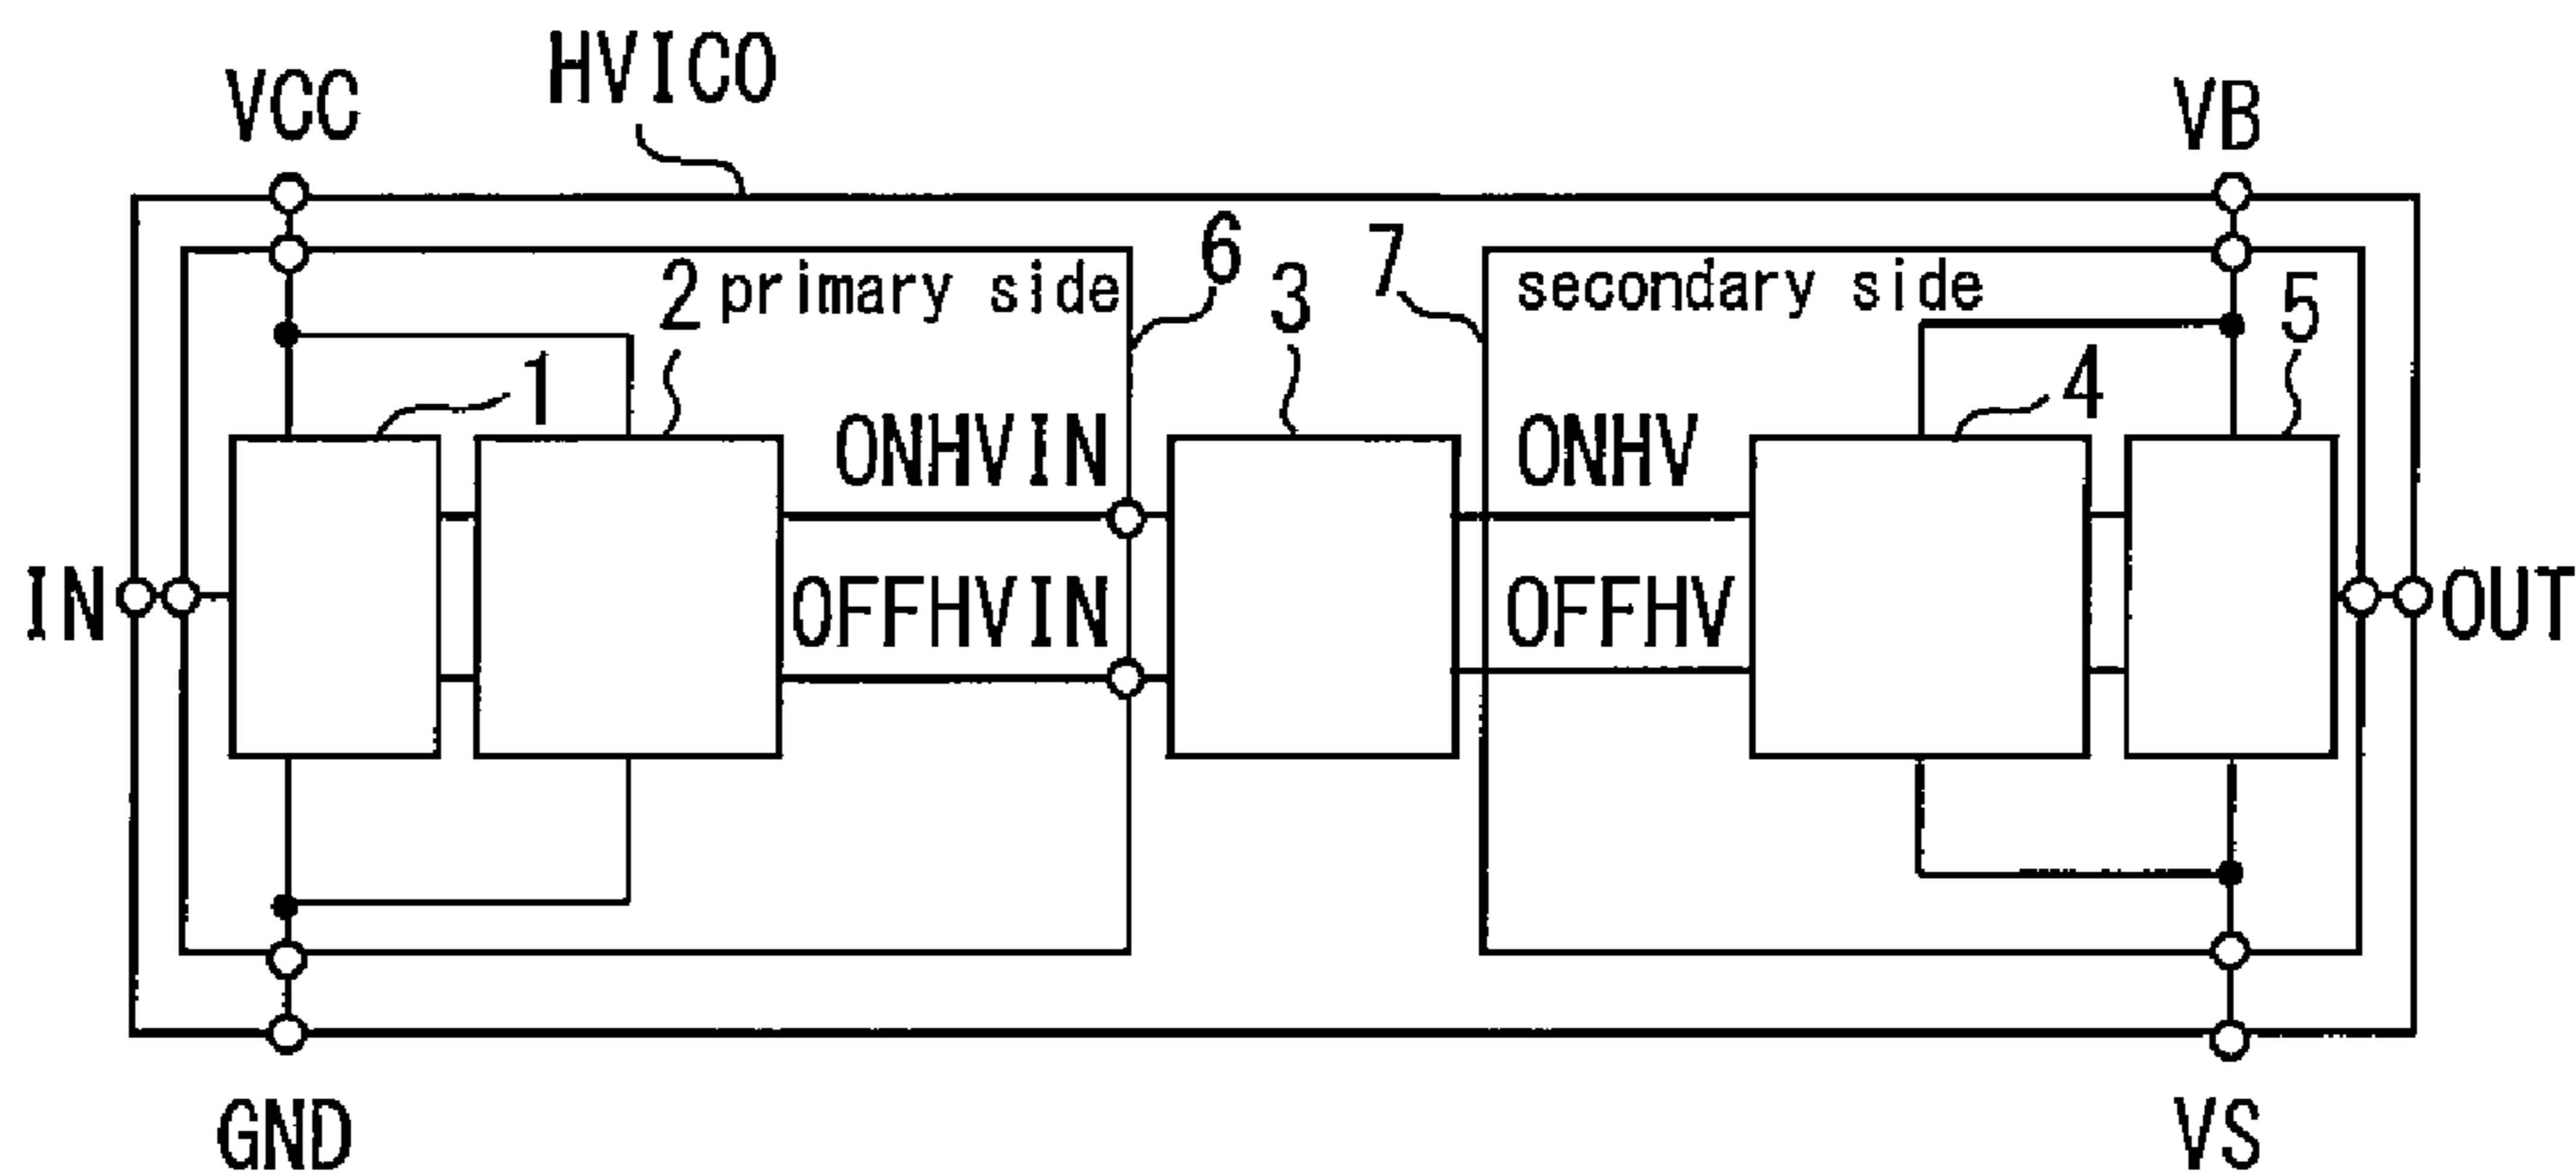 HVIC0
VCC
VB
6
7
2
primary side
3
secondary side
5
1
4
ONHVIN
ONHV
IN
OFFHVIN
OFFHV
OUT
GND
VS